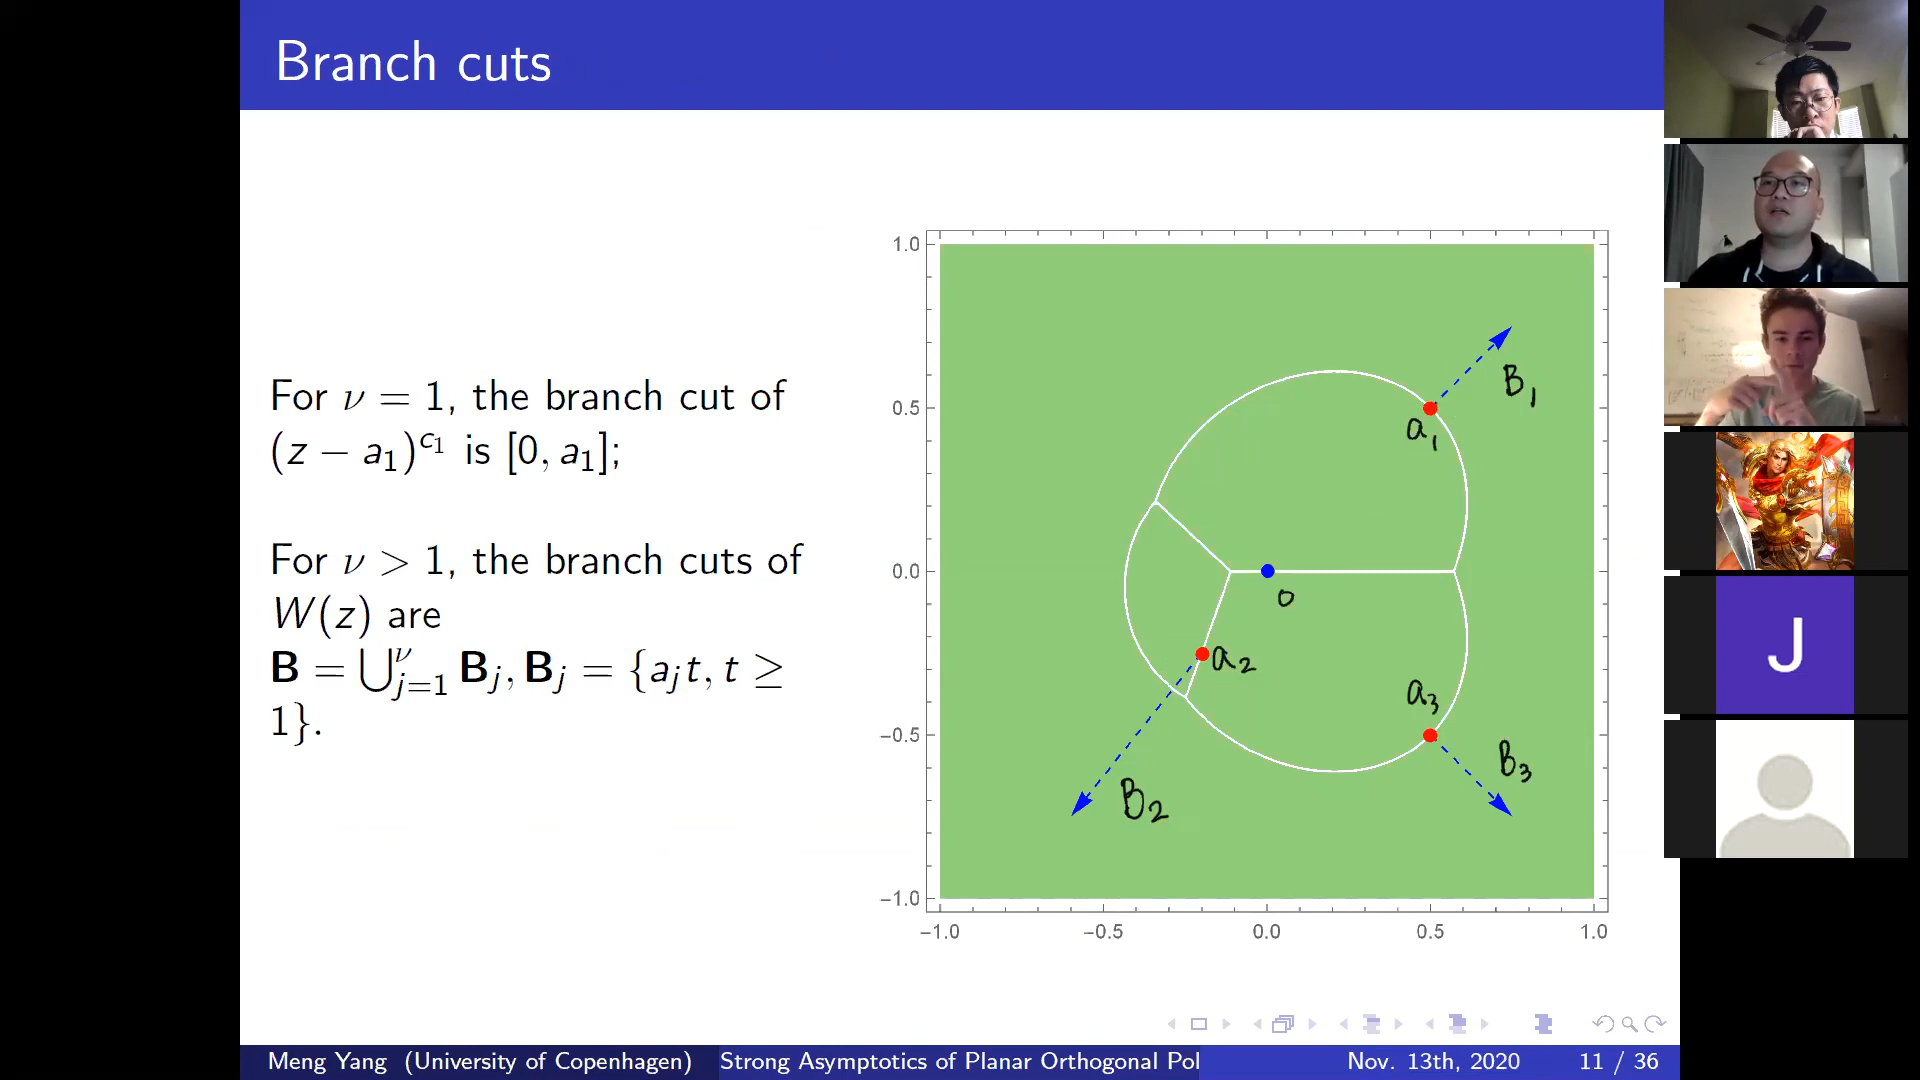 Branch cuts
For ν = 1, the branch cut of
(z − a₁)^{c₁} is [0, a₁];
For ν > 1, the branch cuts of
W(z) are
B = ⋃_{j=1}^{ν} B_j, B_j = {a_j t, t ≥
1}.
1.0
0.5
0.0
−0.5
−1.0
−1.0 −0.5 0.0 0.5 1.0
B₁
a₁
0
a₂
a₃
B₃
B₂
J
Meng Yang (University of Copenhagen) Strong Asymptotics of Planar Orthogonal Pol Nov. 13th, 2020 11 / 36